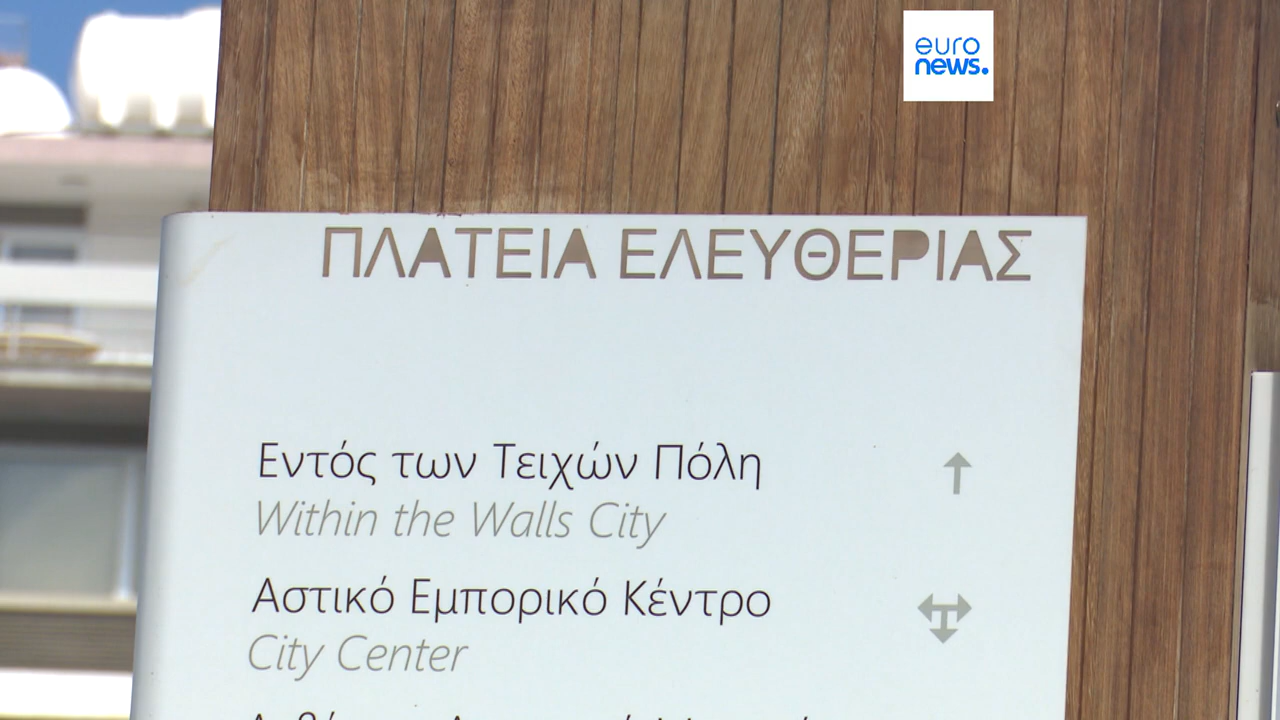 euro
news.
ΠΛΑΤΕΙΑ ΕΛΕΥΘΕΡΙΑΣ
Εντός των Τειχών Πόλη
Within the Walls City
Αστικό Εμπορικό Κέντρο
City Center